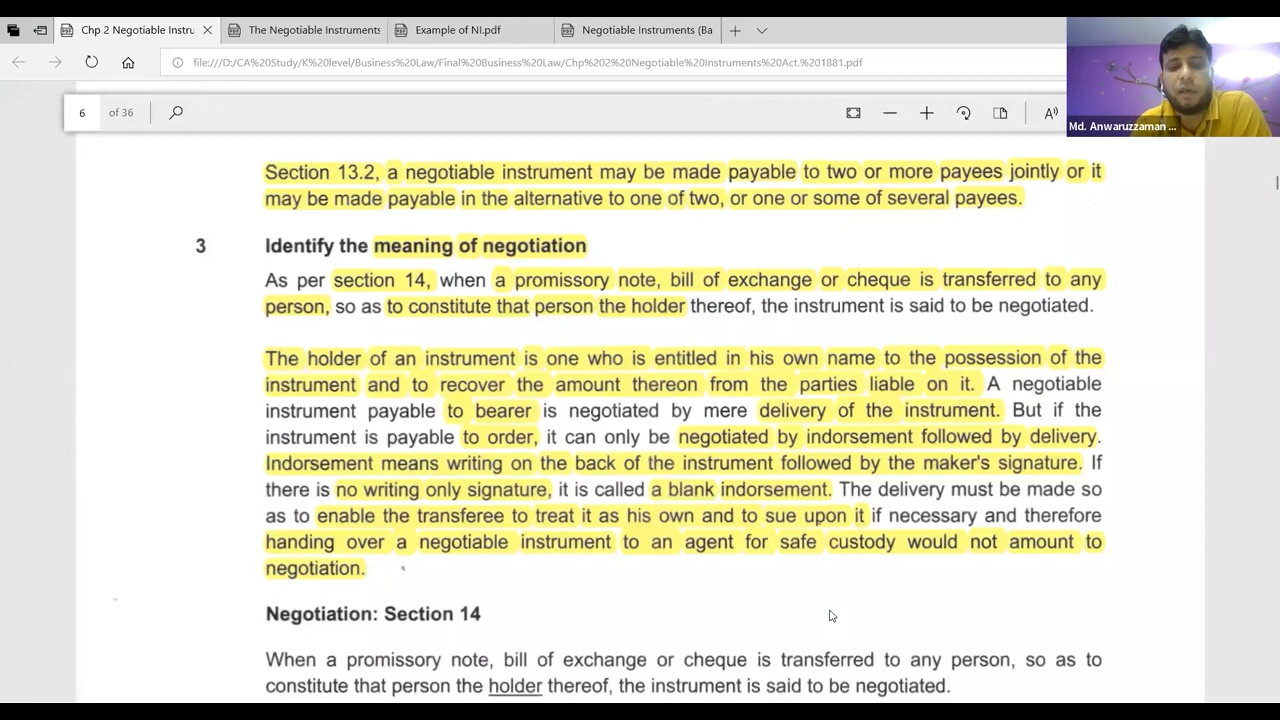 Chp 2 Negotiable Instru
The Negotiable Instruments
Example of NI.pdf
Negotiable Instruments (Ba
file:///D:/CA%20Study/K%20level/Business%20Law/Final%20Business%20Law/Chp%202%20Negotiable%20Instruments%20Act.%201881.pdf
6 of 36
Md. Anwaruzzaman ...
Section 13.2, a negotiable instrument may be made payable to two or more payees jointly or it
may be made payable in the alternative to one of two, or one or some of several payees.
3 Identify the meaning of negotiation
As per section 14, when a promissory note, bill of exchange or cheque is transferred to any
person, so as to constitute that person the holder thereof, the instrument is said to be negotiated.
The holder of an instrument is one who is entitled in his own name to the possession of the
instrument and to recover the amount thereon from the parties liable on it. A negotiable
instrument payable to bearer is negotiated by mere delivery of the instrument. But if the
instrument is payable to order, it can only be negotiated by indorsement followed by delivery.
Indorsement means writing on the back of the instrument followed by the maker's signature. If
there is no writing only signature, it is called a blank indorsement. The delivery must be made so
as to enable the transferee to treat it as his own and to sue upon it if necessary and therefore
handing over a negotiable instrument to an agent for safe custody would not amount to
negotiation.
Negotiation: Section 14
When a promissory note, bill of exchange or cheque is transferred to any person, so as to
constitute that person the holder thereof, the instrument is said to be negotiated.